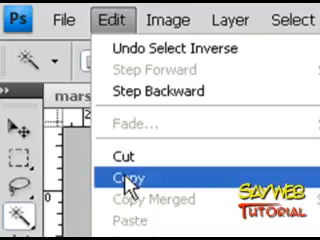 Ps File Edit Image Layer Select
Undo Select Inverse
Step Forward
Step Backward
mars
Fade...
Cut
Copy
Copy Merged
Paste
0
SayWeb
Tutorial